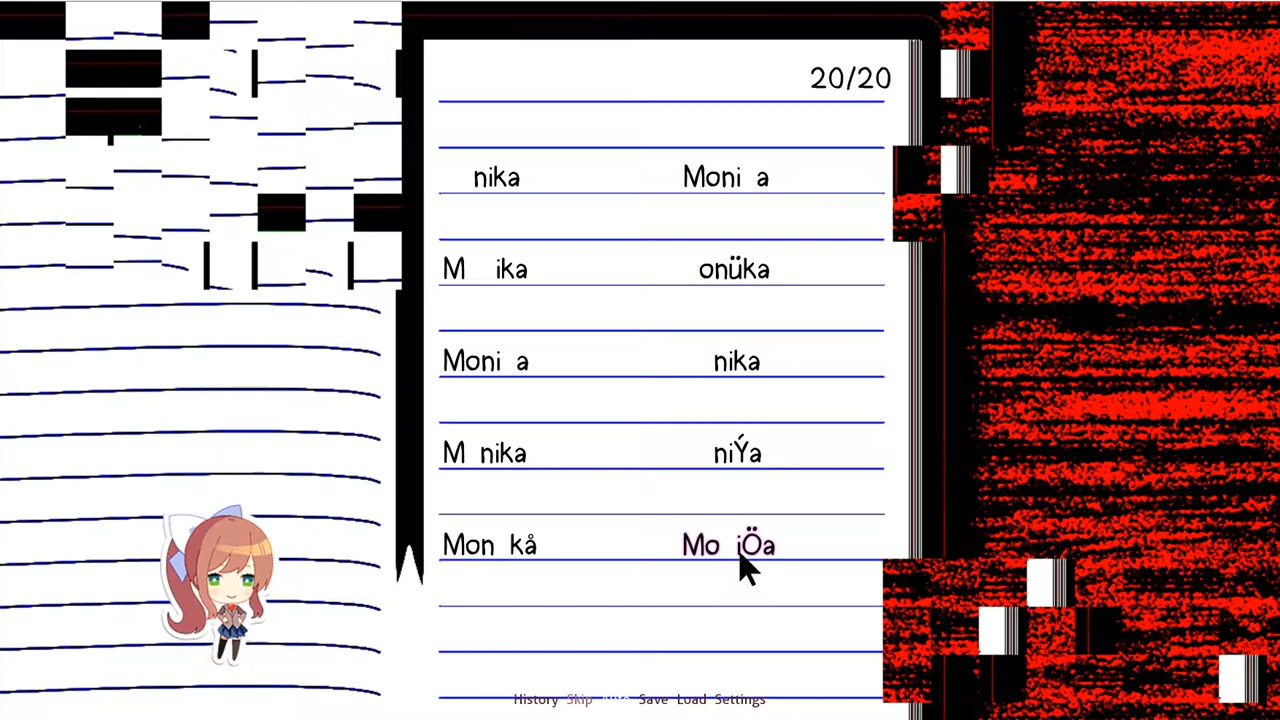 20/20
nika Moni a
M ika onüka
Moni a nika
M nika niÝa
Mon kå Mo iÖa
History Skip Auto Save Load Settings